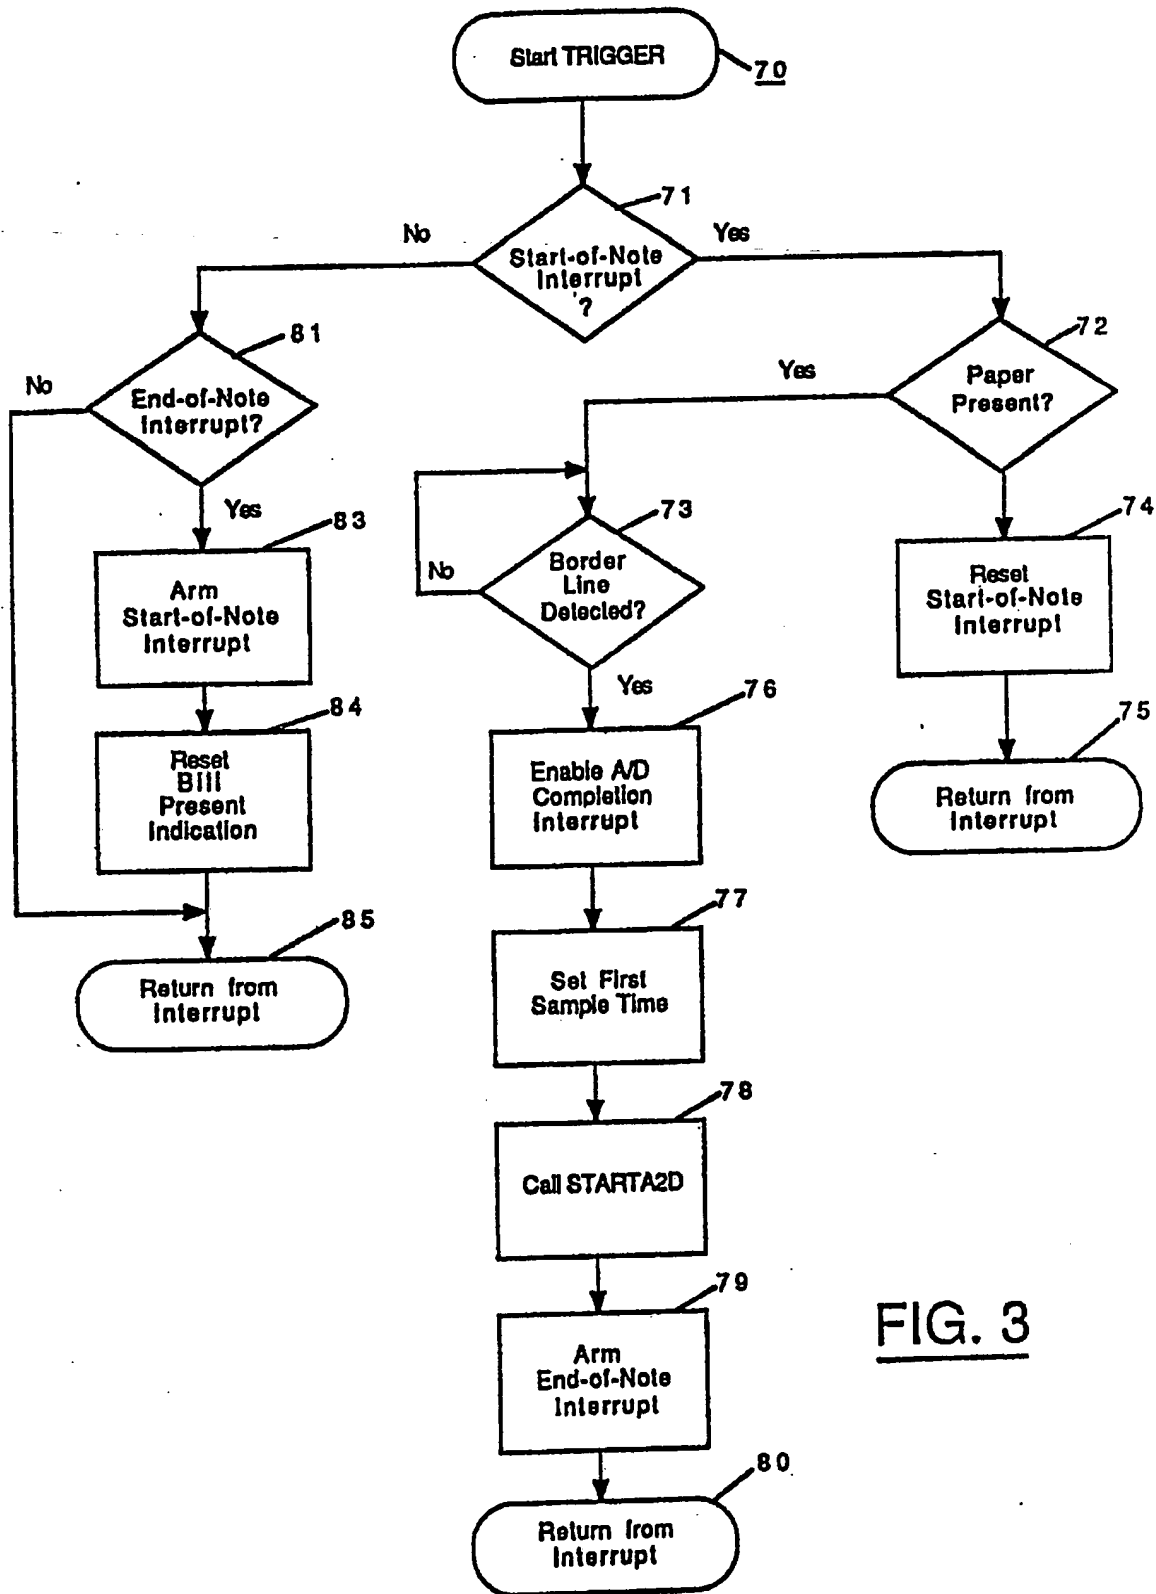 Start TRIGGER
70
71
No
Yes
Start-of-Note
Interrupt
?
81
72
No
End-of-Note
Interrupt?
Yes
Paper
Present?
Yes
83
73
74
Arm
Start-of-Note
Interrupt
No
Border
Line
Detected?
Reset
Start-of-Note
Interrupt
Yes
84
76
75
Reset
Bill
Present
Indication
Enable A/D
Completion
Interrupt
Return from
Interrupt
85
77
Return from
Interrupt
Set First
Sample Time
78
Call STARTA2D
79
Arm
End-of-Note
Interrupt
FIG. 3
80
Return from
Interrupt